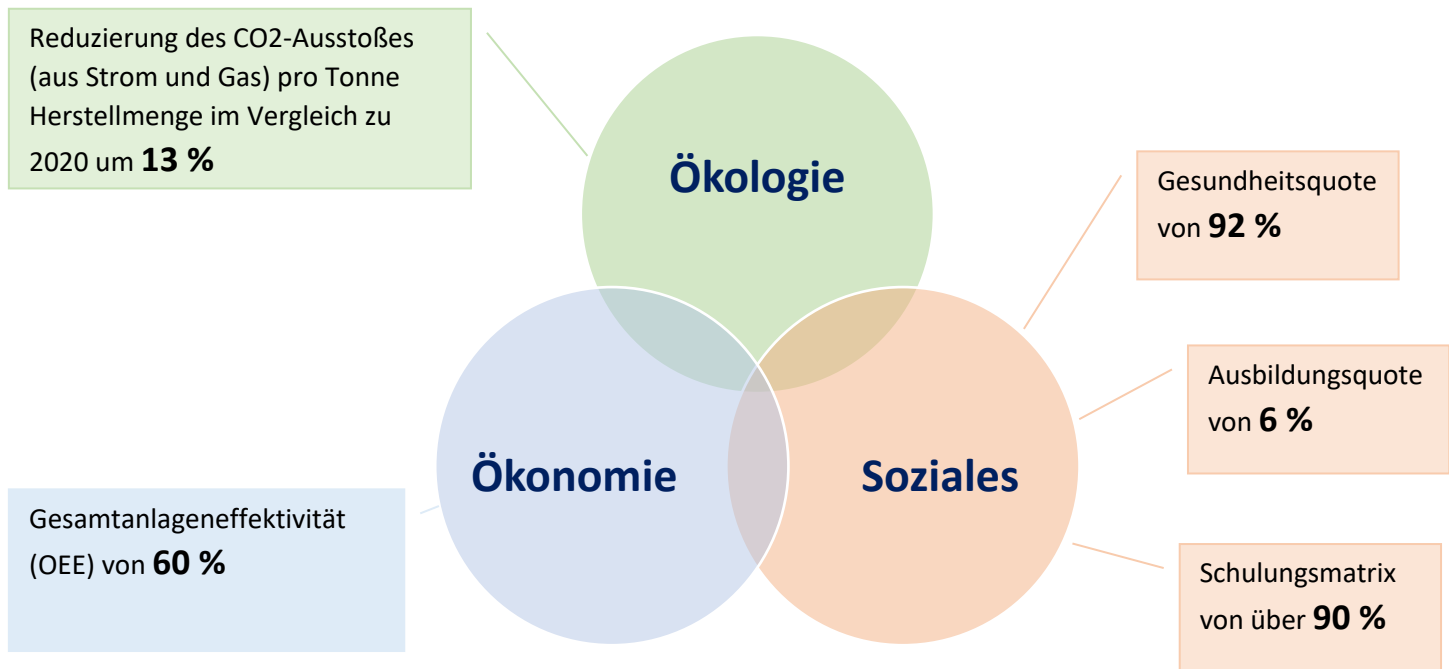 Reduzierung des CO2-Ausstoßes
(aus Strom und Gas) pro Tonne
Herstellmenge im Vergleich zu
2020 um 13 %
Ökologie
Gesundheitsquote
von 92 %
Ausbildungsquote
von 6 %
Ökonomie
Soziales
Gesamtanlageneffektivität
(OEE) von 60 %
Schulungsmatrix
von über 90 %